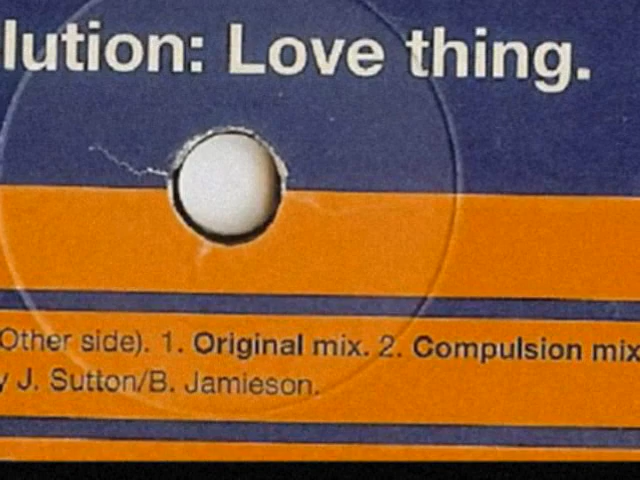 lution: Love thing.
Other side). 1. Original mix. 2. Compulsion mix
y J. Sutton/B. Jamieson.